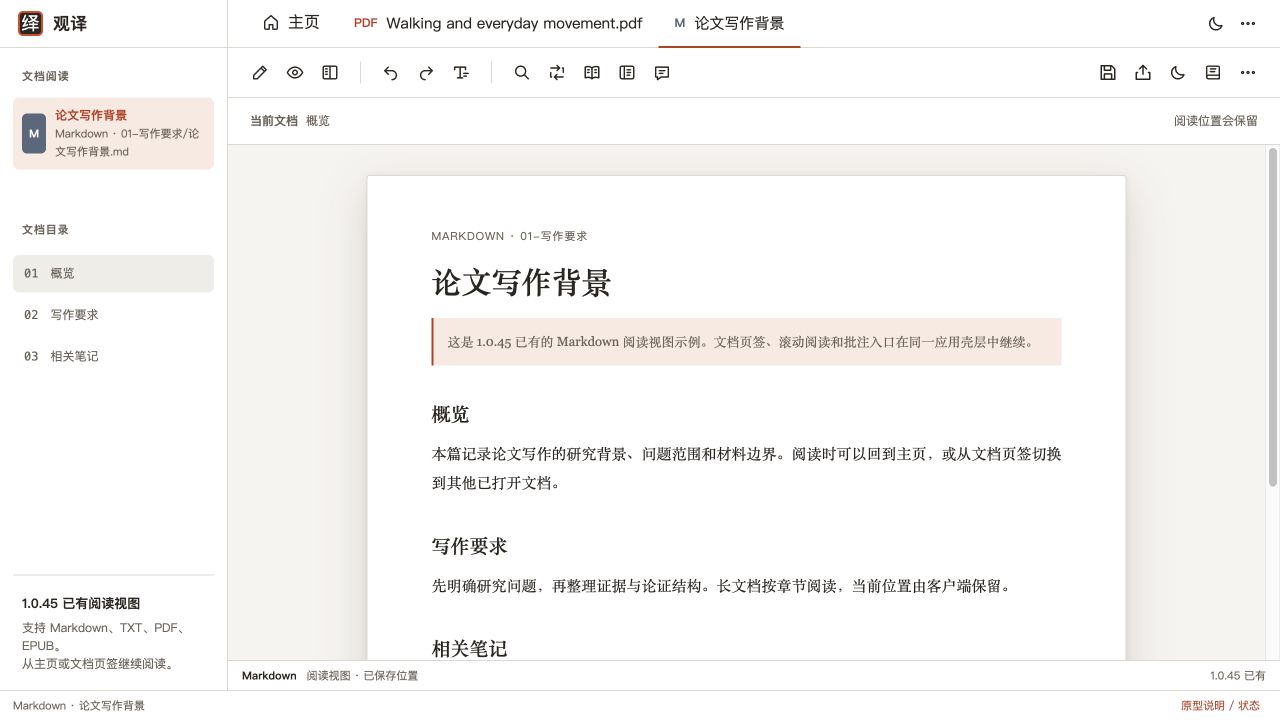 绎 观译
主页
PDF Walking and everyday movement.pdf
M 论文写作背景
文档阅读
M
论文写作背景
Markdown · 01-写作要求/论
文写作背景.md
文档目录
01 概览
02 写作要求
03 相关笔记
1.0.45 已有阅读视图
支持 Markdown、TXT、PDF、
EPUB。
从主页或文档页签继续阅读。
当前文档 概览
阅读位置会保留
MARKDOWN · 01-写作要求
论文写作背景
这是 1.0.45 已有的 Markdown 阅读视图示例。文档页签、滚动阅读和批注入口在同一应用壳层中继续。
概览
本篇记录论文写作的研究背景、问题范围和材料边界。阅读时可以回到主页，或从文档页签切换
到其他已打开文档。
写作要求
先明确研究问题，再整理证据与论证结构。长文档按章节阅读，当前位置由客户端保留。
相关笔记
Markdown 阅读视图 · 已保存位置
1.0.45 已有
Markdown · 论文写作背景
原型说明 / 状态